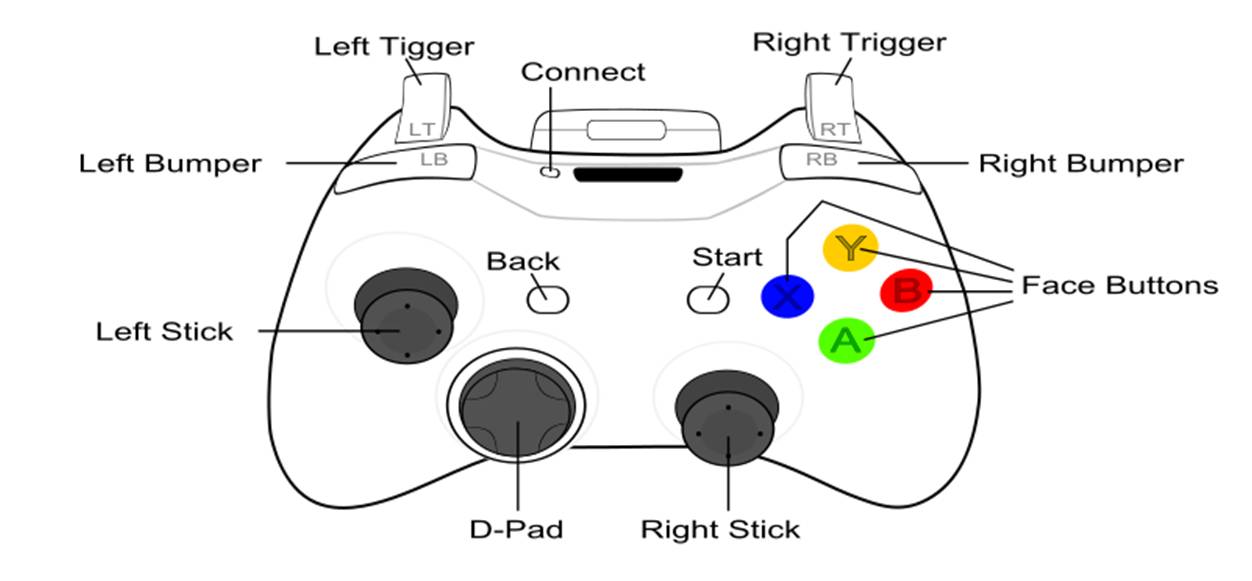 Left Tigger
Right Trigger
Connect
LT
RT
Left Bumper
LB
RB
Right Bumper
Y
Back
Start
X
B
Face Buttons
Left Stick
A
D-Pad
Right Stick